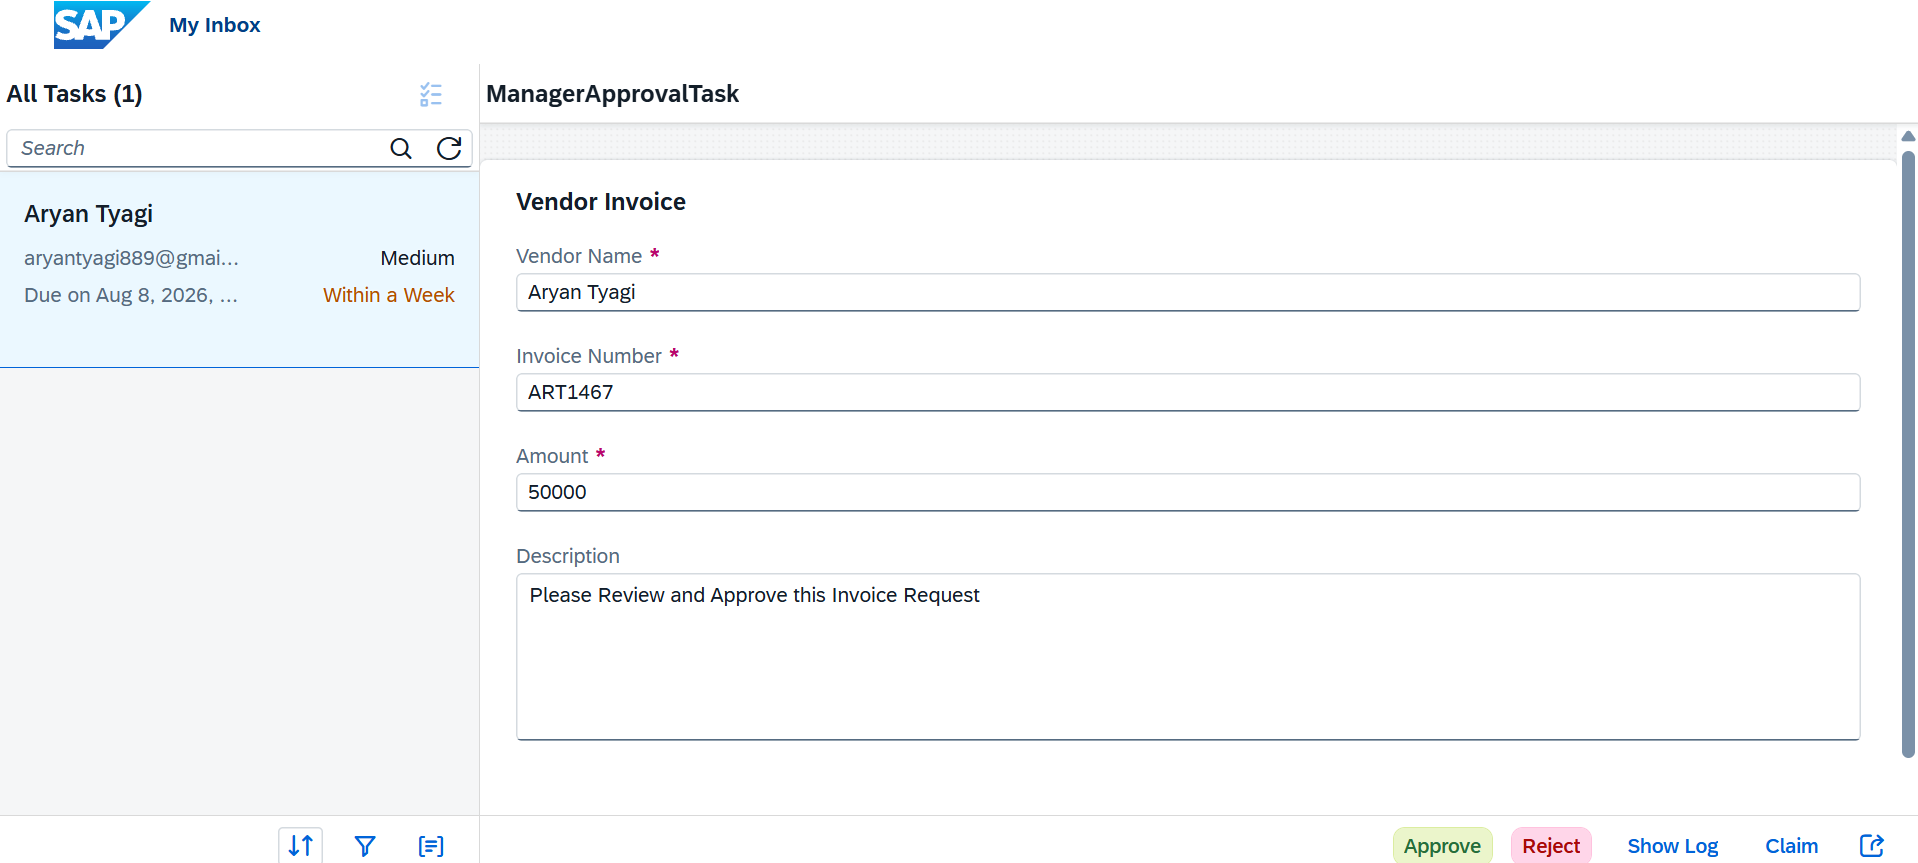 SAP My Inbox
All Tasks (1)
Search
Aryan Tyagi
aryantyagi889@gmai... Medium
Due on Aug 8, 2026, ... Within a Week
ManagerApprovalTask
Vendor Invoice
Vendor Name *
Aryan Tyagi
Invoice Number *
ART1467
Amount *
50000
Description
Please Review and Approve this Invoice Request
Approve Reject Show Log Claim